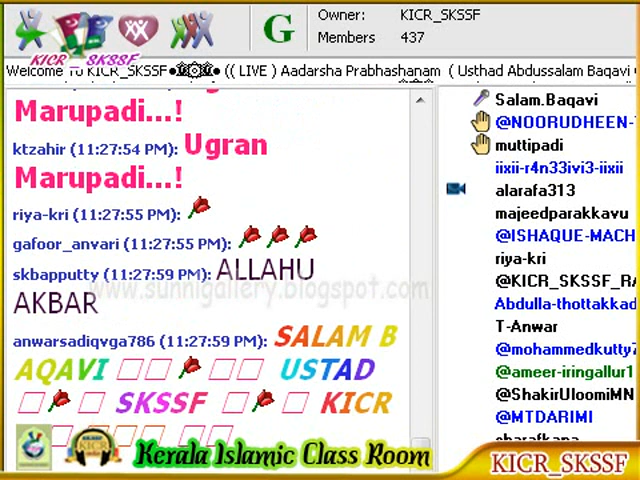 Owner: KICR_SKSSF
Members 437
KICR SKSSF
G
Welcome To KICR_SKSSF (( LIVE ) Aadarsha Prabhashanam ( Usthad Abdussalam Baqavi
Marupadi...!
ktzahir (11:27:54 PM): Ugran
Marupadi...!
riya-kri (11:27:55 PM):
gafoor_anvari (11:27:55 PM):
skbapputty (11:27:59 PM): ALLAHU
AKBAR
www.sunnigallery.blogspot.com
anwarsadiqvga786 (11:27:59 PM): SALAM B
AQAVI USTAD
SKSSF KICR
Salam.Baqavi
@NOORUDHEEN-
muttipadi
iixii-r4n33ivi3-iixii
alarafa313
majeedparakkavu
@ISHAQUE-MACH
riya-kri
@KICR_SKSSF_RA
Abdulla-thottakkad
T-Anwar
@mohammedkutty7
@ameer-iringallur1
@ShakirUloomiMN
@MTDARIMI
Kerala Islamic Class Room
KICR_SKSSF